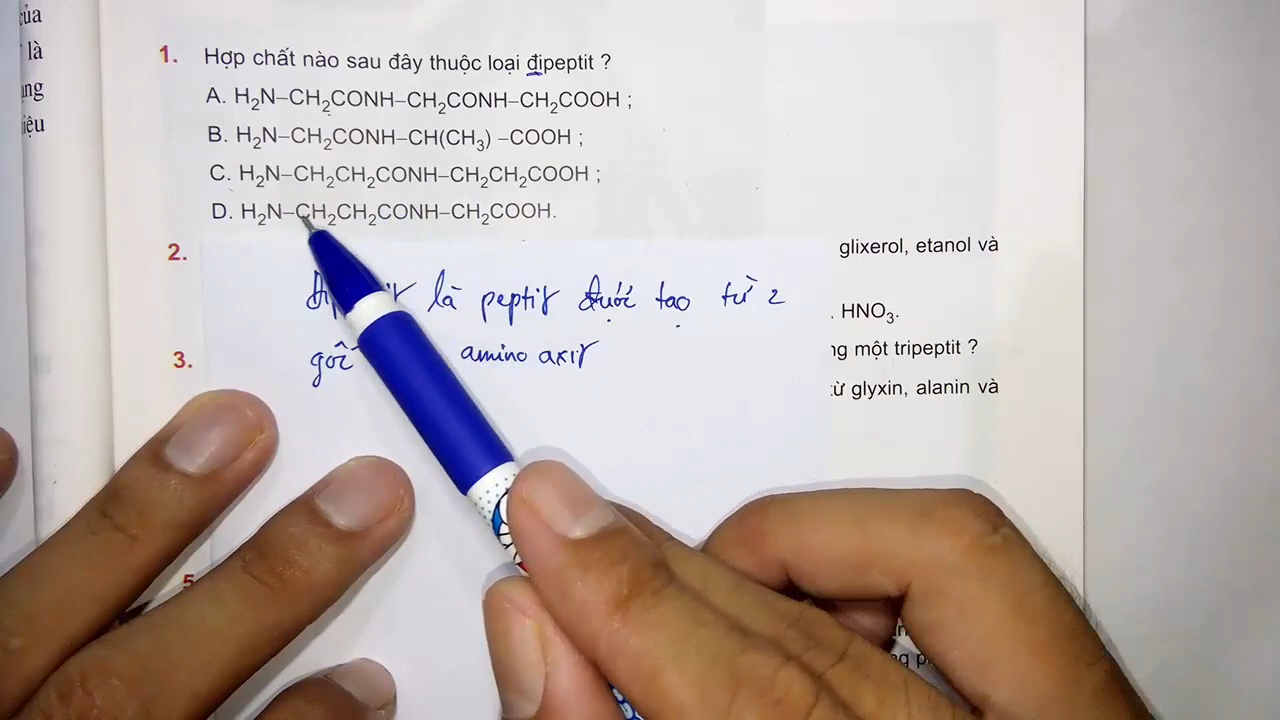 của
là
1. Hợp chất nào sau đây thuộc loại đipeptit ?
A. H₂N–CH₂CONH–CH₂CONH–CH₂COOH ;
B. H₂N–CH₂CONH–CH(CH₃) –COOH ;
C. H₂N–CH₂CH₂CONH–CH₂CH₂COOH ;
D. H₂N–CH₂CH₂CONH–CH₂COOH.
2. glixerol, etanol và
là peptit được tạo từ 2
gốc amino axit
. HNO₃.
3. ng một tripeptit ?
từ glyxin, alanin và
5